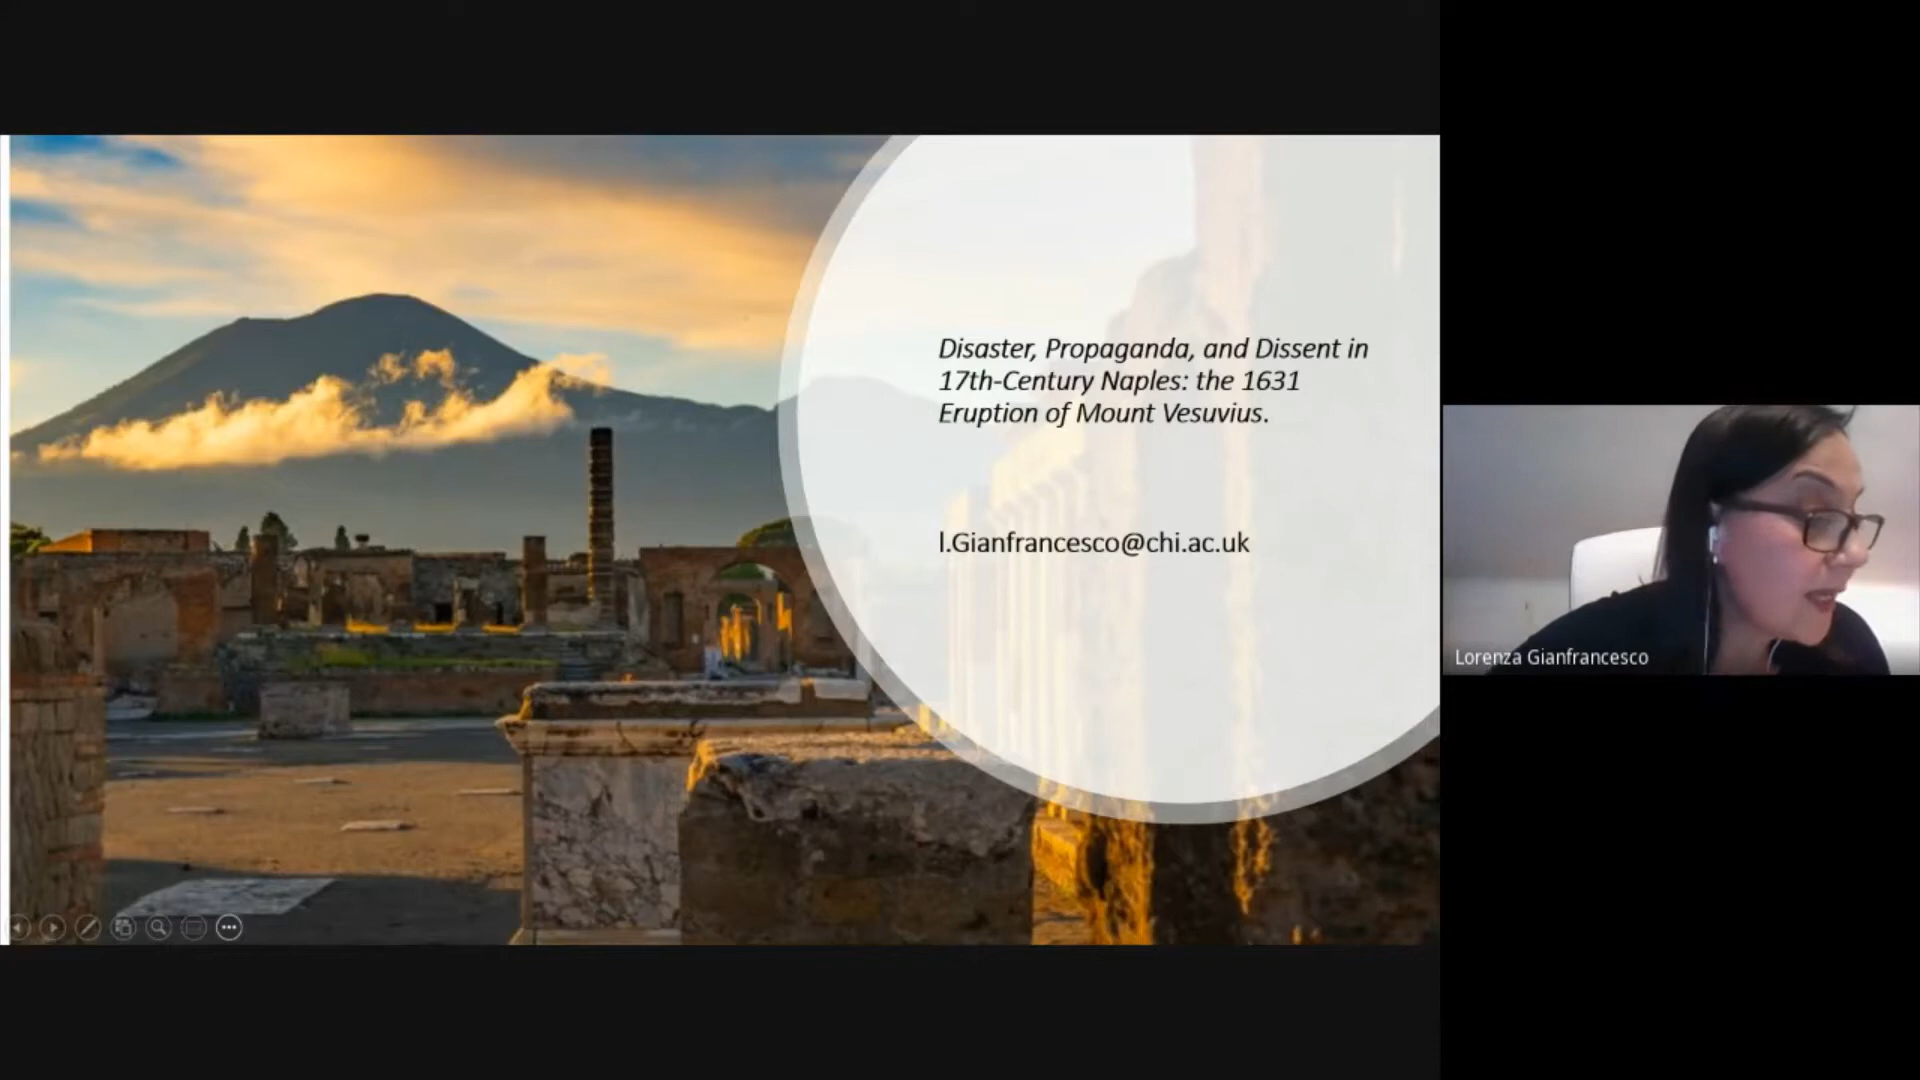 Disaster, Propaganda, and Dissent in
17th-Century Naples: the 1631
Eruption of Mount Vesuvius.
l.Gianfrancesco@chi.ac.uk
Lorenza Gianfrancesco